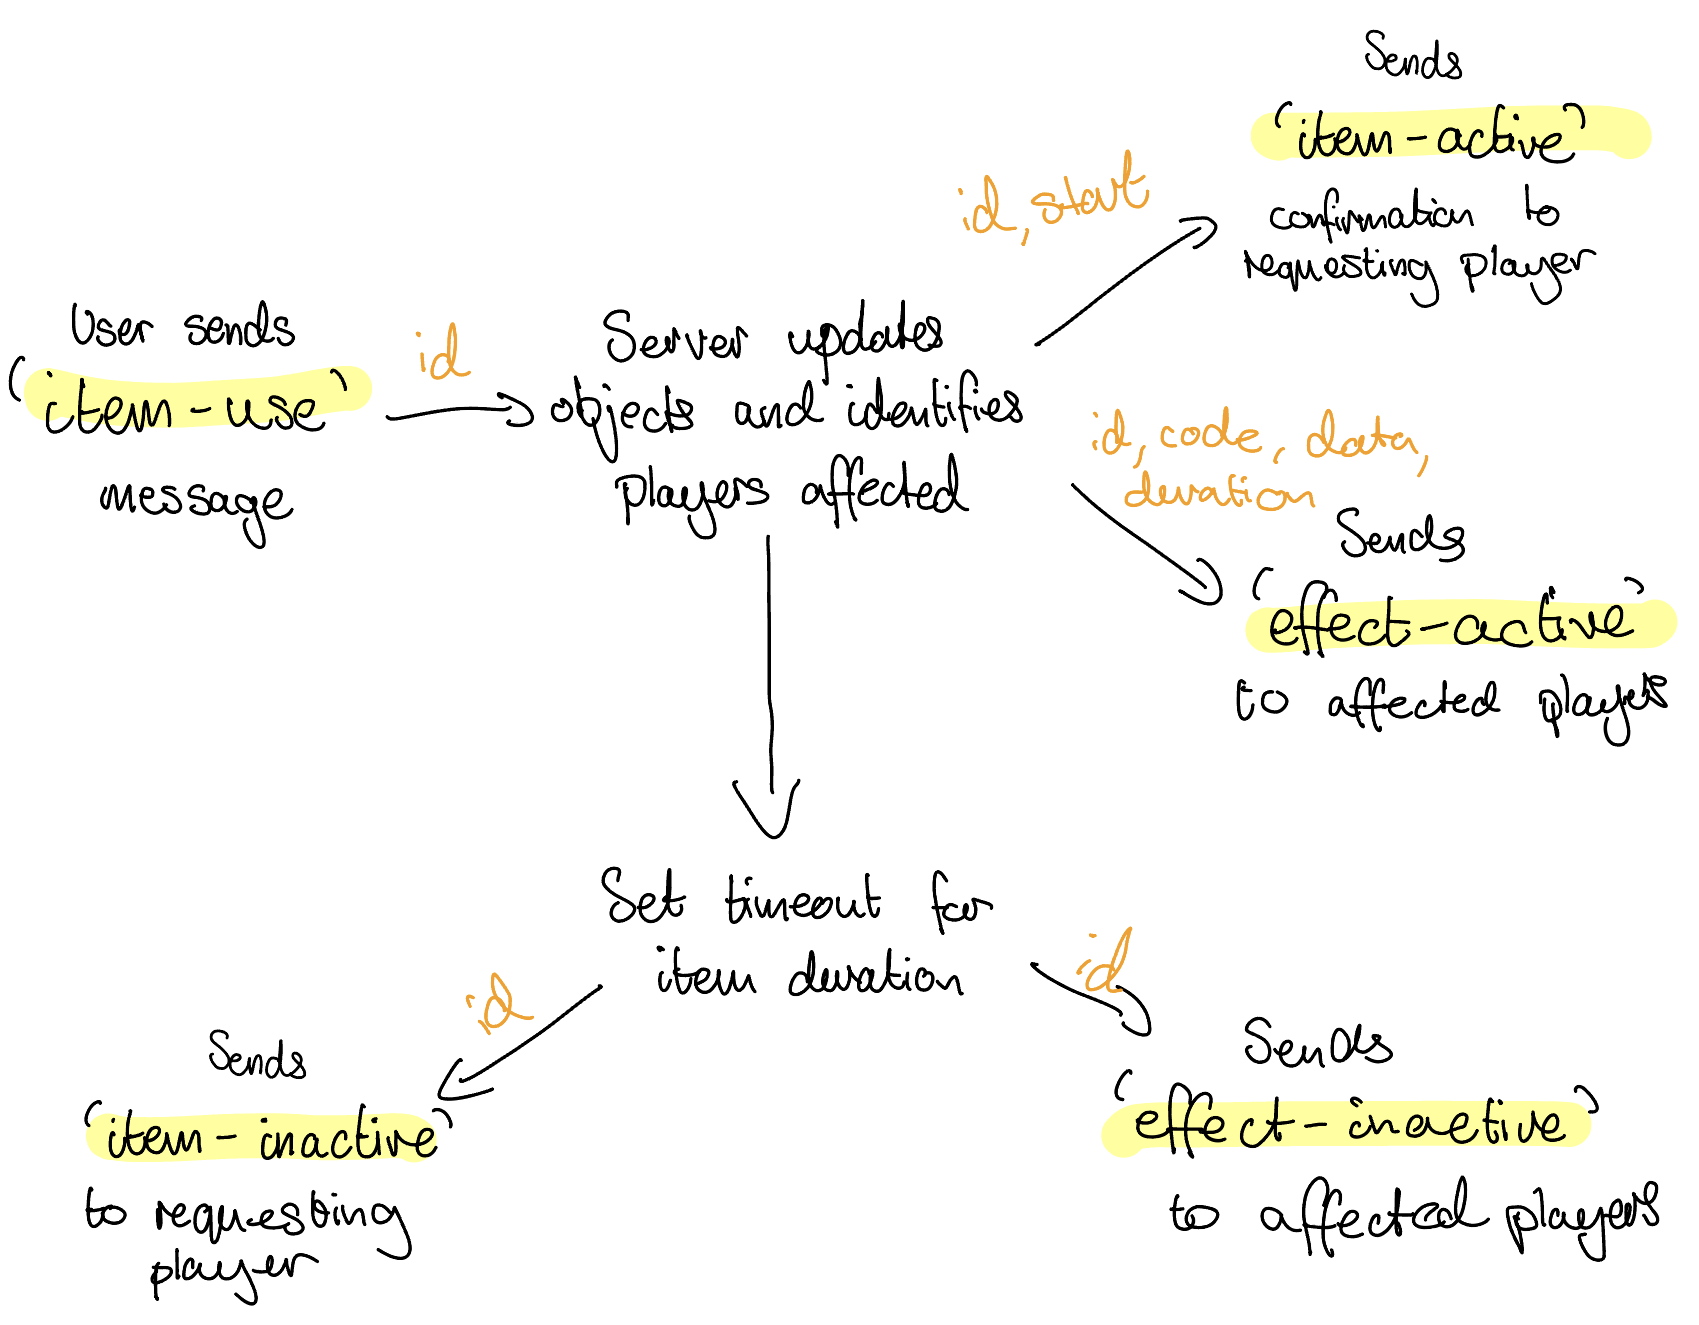 User sends
'item-use'
message
id
Server updates
objects and identifies
players affected
id, start
Sends
'item-active'
confirmation to
requesting player
id, code, data,
duration
Sends
'effect-active'
to affected players
Set timeout for
item duration
id
Sends
'item-inactive'
to requesting
player
id
Sends
'effect-inactive'
to affected players